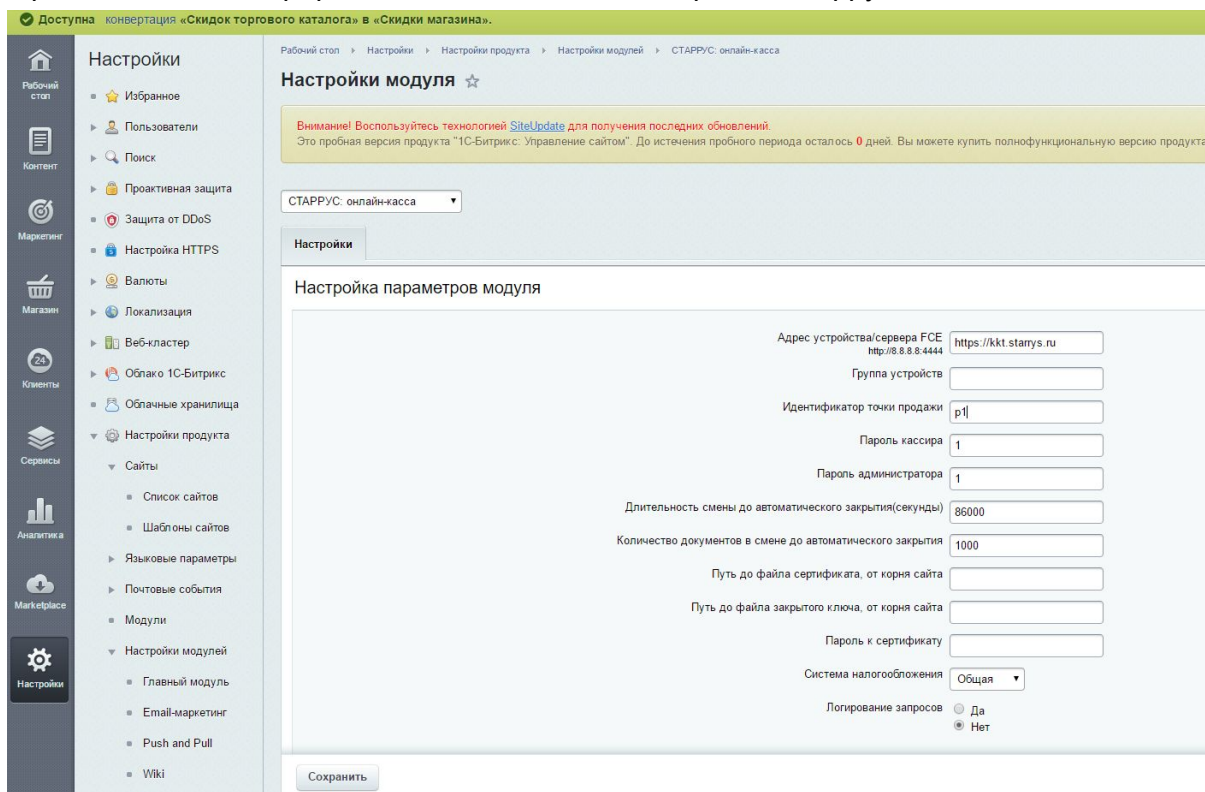 Доступна конвертация «Скидок торгового каталога» в «Скидки магазина».
Рабочий стол
Контент
Маркетинг
Магазин
24
Клиенты
Сервисы
Аналитика
Marketplace
Настройки
Настройки
Избранное
Пользователи
Поиск
Проактивная защита
Защита от DDoS
Настройка HTTPS
Валюты
Локализация
Веб-кластер
Облако 1С-Битрикс
Облачные хранилища
Настройки продукта
Сайты
Список сайтов
Шаблоны сайтов
Языковые параметры
Почтовые события
Модули
Настройки модулей
Главный модуль
Email-маркетинг
Push and Pull
Wiki
Рабочий стол Настройки Настройки продукта Настройки модулей СТАРРУС: онлайн-касса
Настройки модуля
Внимание! Воспользуйтесь технологией SiteUpdate для получения последних обновлений.
Это пробная версия продукта "1С-Битрикс: Управление сайтом". До истечения пробного периода осталось 0 дней. Вы можете купить полнофункциональную версию продукта
СТАРРУС: онлайн-касса
Настройки
Настройка параметров модуля
Адрес устройства/сервера FCE https://kkt.starrys.ru
http://8.8.8.8:4444
Группа устройств
Идентификатор точки продажи p1
Пароль кассира 1
Пароль администратора 1
Длительность смены до автоматического закрытия(секунды) 86000
Количество документов в смене до автоматического закрытия 1000
Путь до файла сертификата, от корня сайта
Путь до файла закрытого ключа, от корня сайта
Пароль к сертификату
Система налогообложения Общая
Логирование запросов Да
Нет
Сохранить